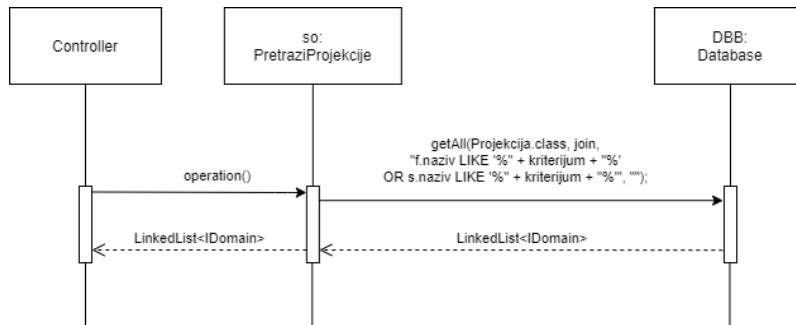 Controller
so:
PretraziProjekcije
DBB:
Database
getAll(Projekcija.class, join,
"f.naziv LIKE '%" + kriterijum + "%'
OR s.naziv LIKE '%" + kriterijum + "%'", "");
operation()
LinkedList<IDomain>
LinkedList<IDomain>